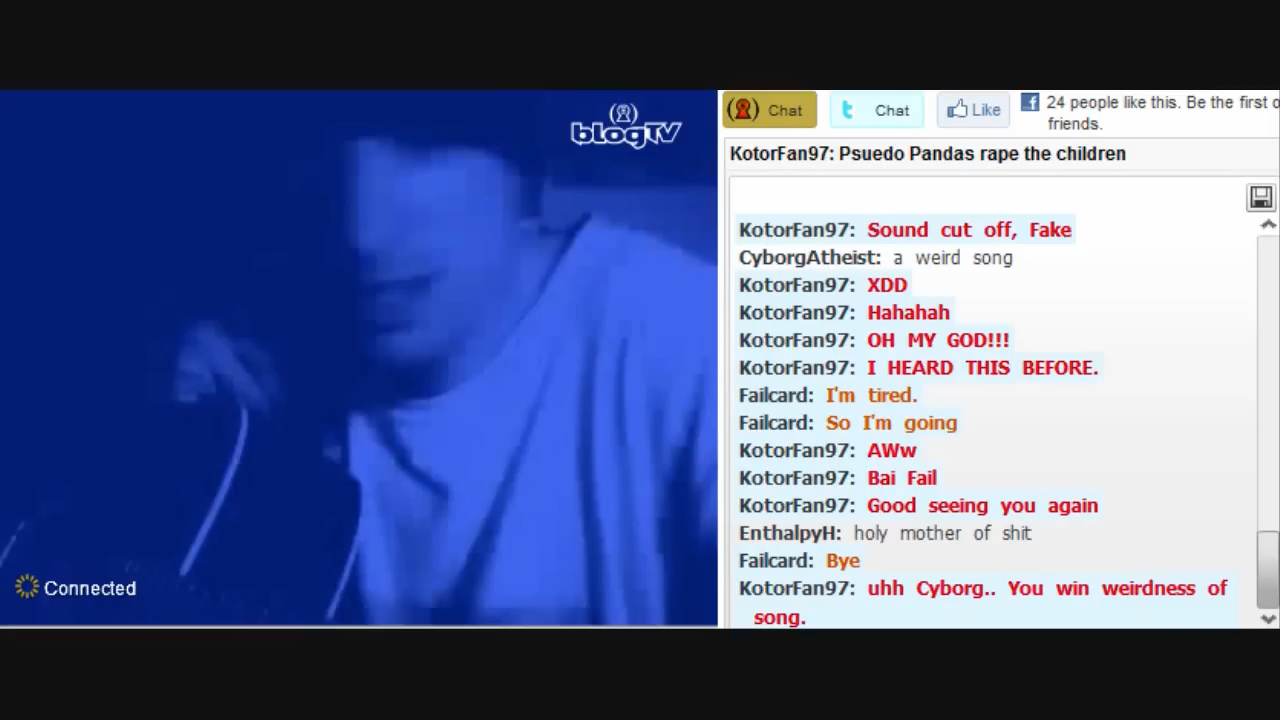 blogTV
Connected
Chat
Chat
Like
24 people like this. Be the first o
friends.
KotorFan97: Psuedo Pandas rape the children
KotorFan97: Sound cut off, Fake
CyborgAtheist: a weird song
KotorFan97: XDD
KotorFan97: Hahahah
KotorFan97: OH MY GOD!!!
KotorFan97: I HEARD THIS BEFORE.
Failcard: I'm tired.
Failcard: So I'm going
KotorFan97: AWw
KotorFan97: Bai Fail
KotorFan97: Good seeing you again
EnthalpyH: holy mother of shit
Failcard: Bye
KotorFan97: uhh Cyborg.. You win weirdness of
song.